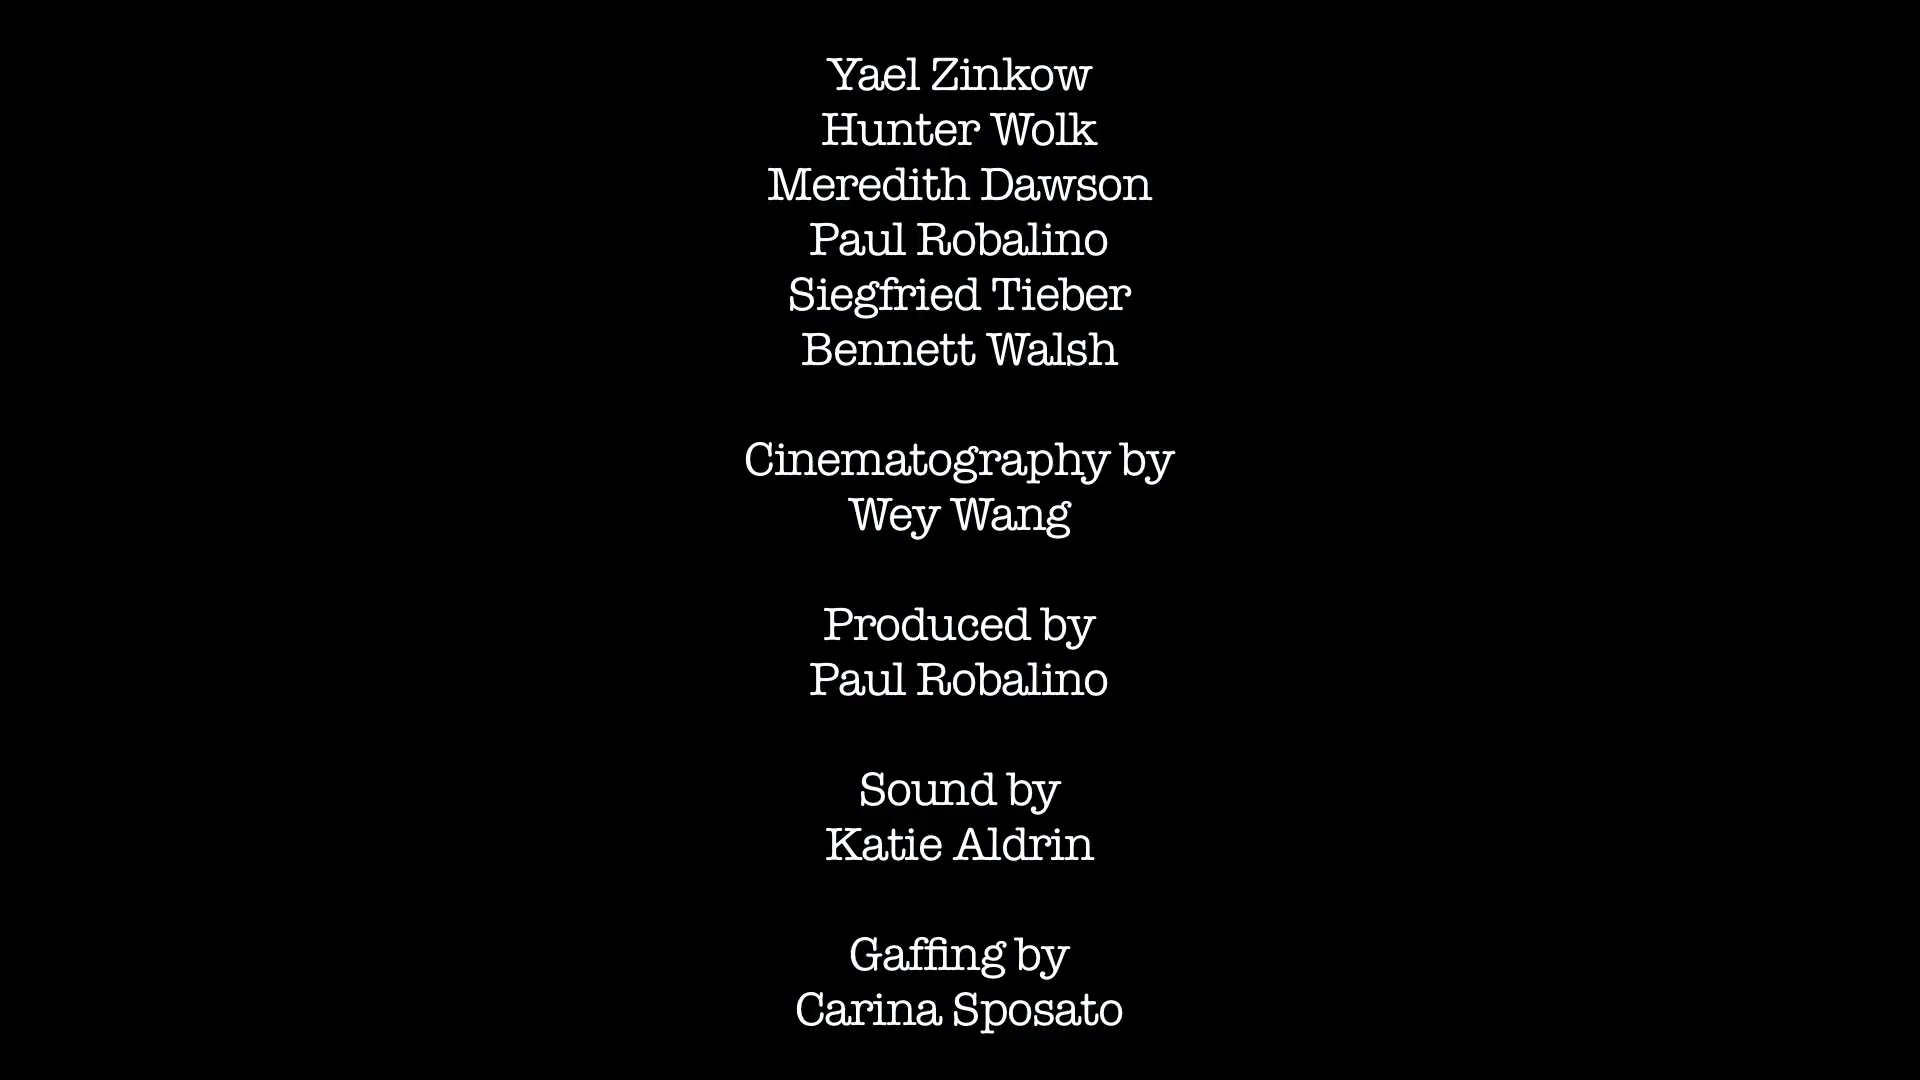 Yael Zinkow
Hunter Wolk
Meredith Dawson
Paul Robalino
Siegfried Tieber
Bennett Walsh
Cinematography by
Wey Wang
Produced by
Paul Robalino
Sound by
Katie Aldrin
Gaffing by
Carina Sposato